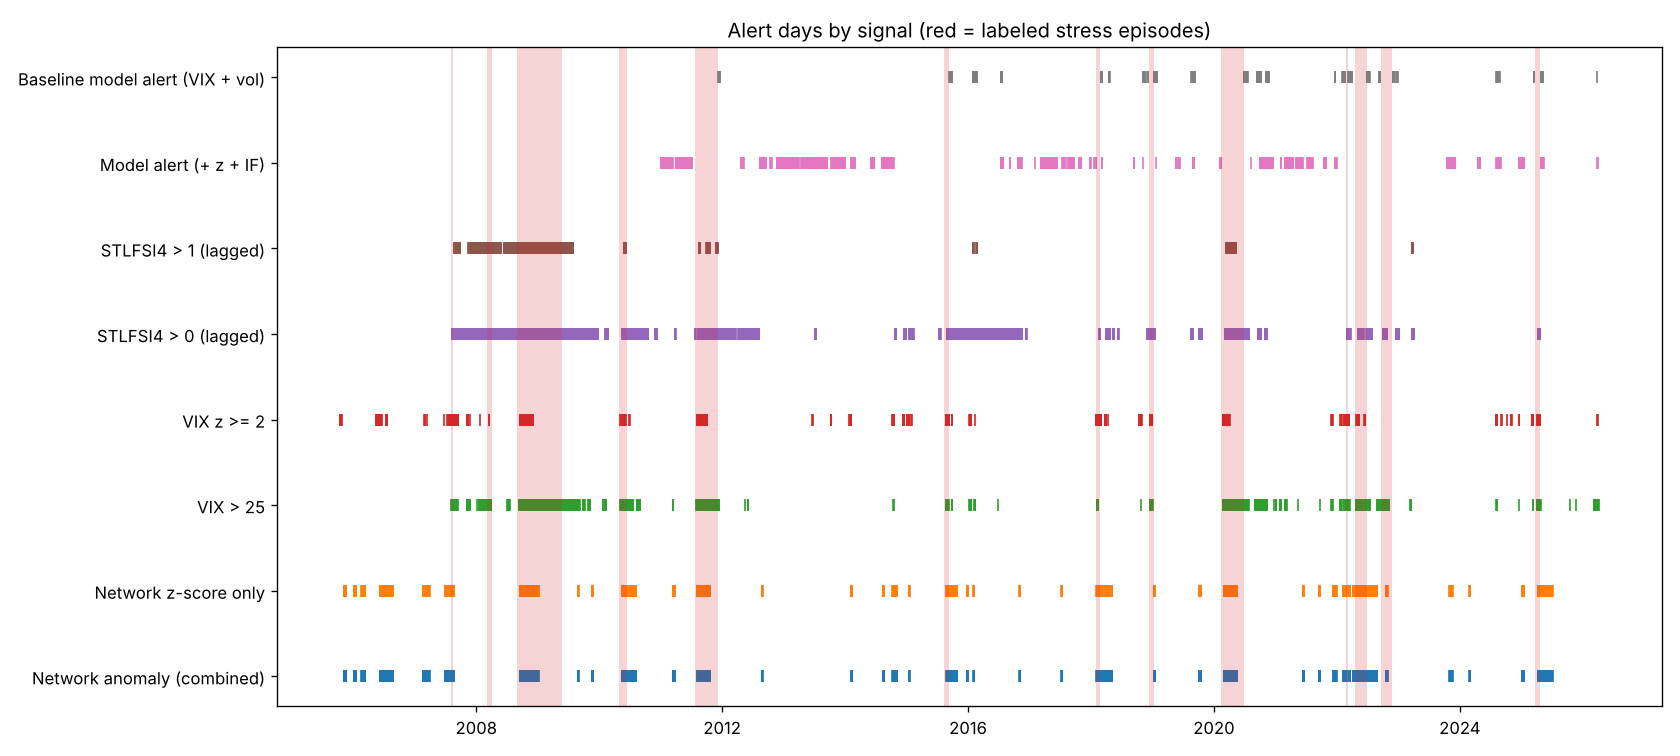 Alert days by signal (red = labeled stress episodes)
Baseline model alert (VIX + vol)
Model alert (+ z + IF)
STLFSI4 > 1 (lagged)
STLFSI4 > 0 (lagged)
VIX z >= 2
VIX > 25
Network z-score only
Network anomaly (combined)
2008 2012 2016 2020 2024